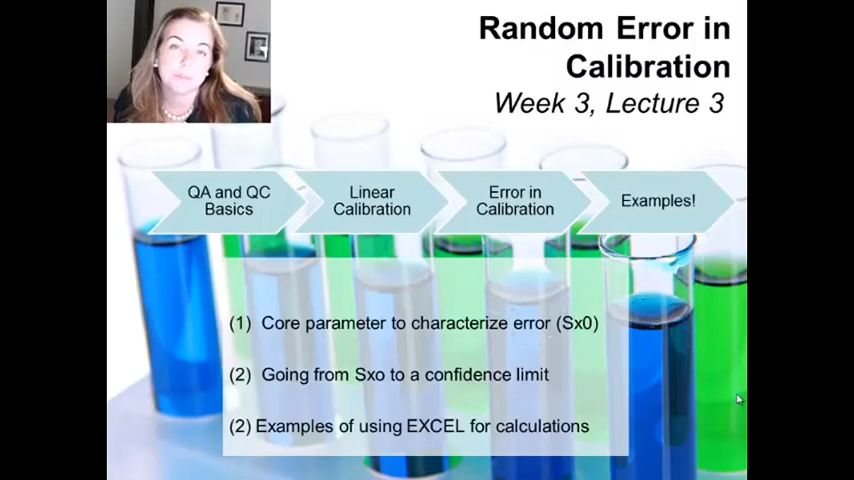 Random Error in
Calibration
Week 3, Lecture 3
QA and QC
Basics
Linear
Calibration
Error in
Calibration
Examples!
(1) Core parameter to characterize error (Sx0)
(2) Going from Sxo to a confidence limit
(2) Examples of using EXCEL for calculations